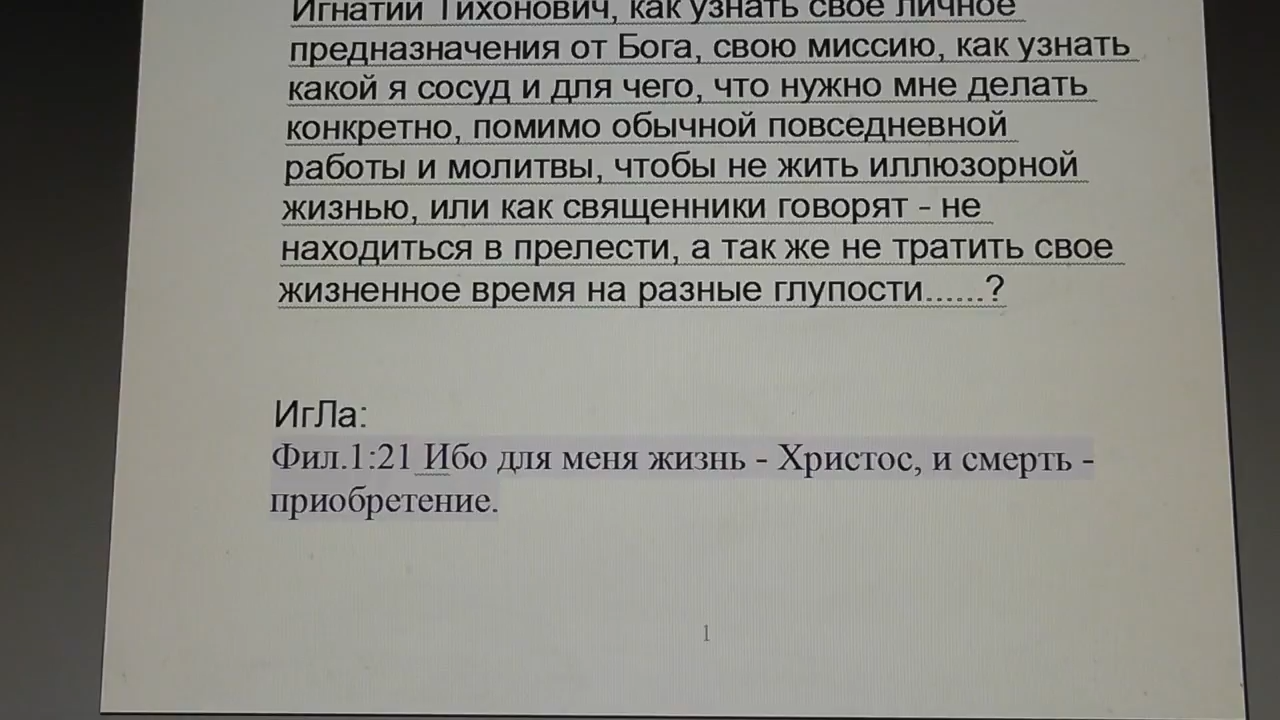 Игнатий Тихонович, как узнать свое личное
предназначения от Бога, свою миссию, как узнать
какой я сосуд и для чего, что нужно мне делать
конкретно, помимо обычной повседневной
работы и молитвы, чтобы не жить иллюзорной
жизнью, или как священники говорят - не
находиться в прелести, а так же не тратить свое
жизненное время на разные глупости......?
ИгЛа:
Фил.1:21 Ибо для меня жизнь - Христос, и смерть -
приобретение.
1